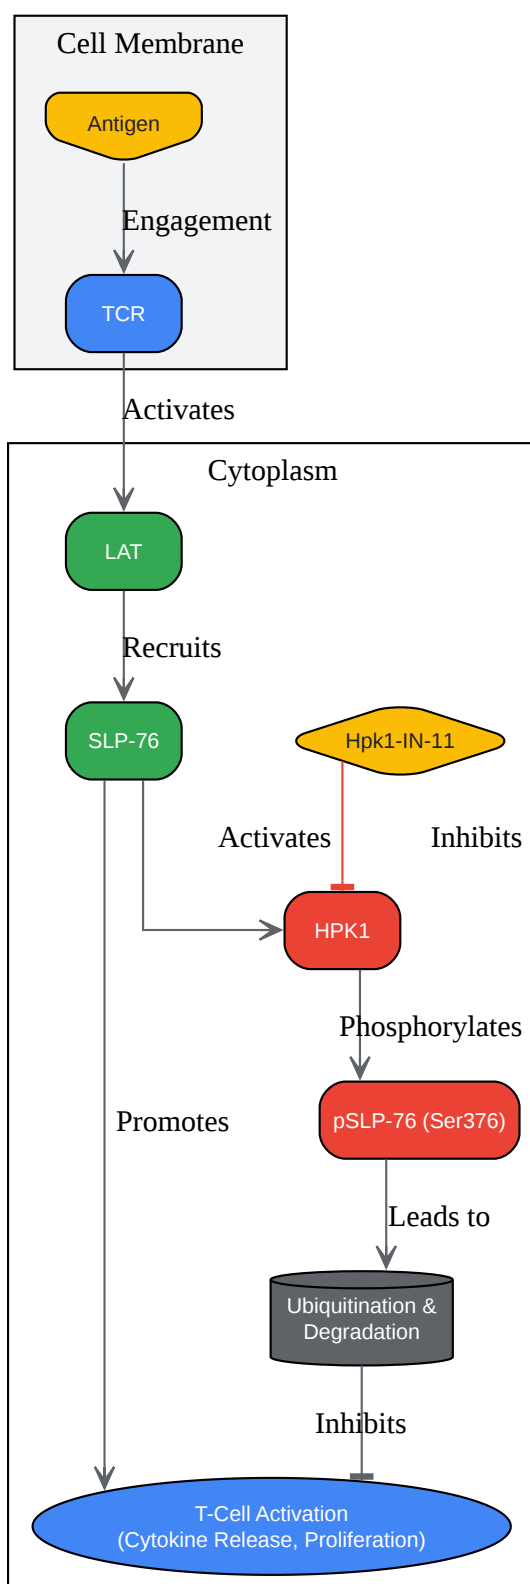 Cell Membrane
Antigen
Engagement
TCR
Activates
Cytoplasm
LAT
Recruits
SLP-76
Hpk1-IN-11
Activates
Inhibits
HPK1
Phosphorylates
pSLP-76 (Ser376)
Promotes
Leads to
Ubiquitination &
Degradation
Inhibits
T-Cell Activation
(Cytokine Release, Proliferation)